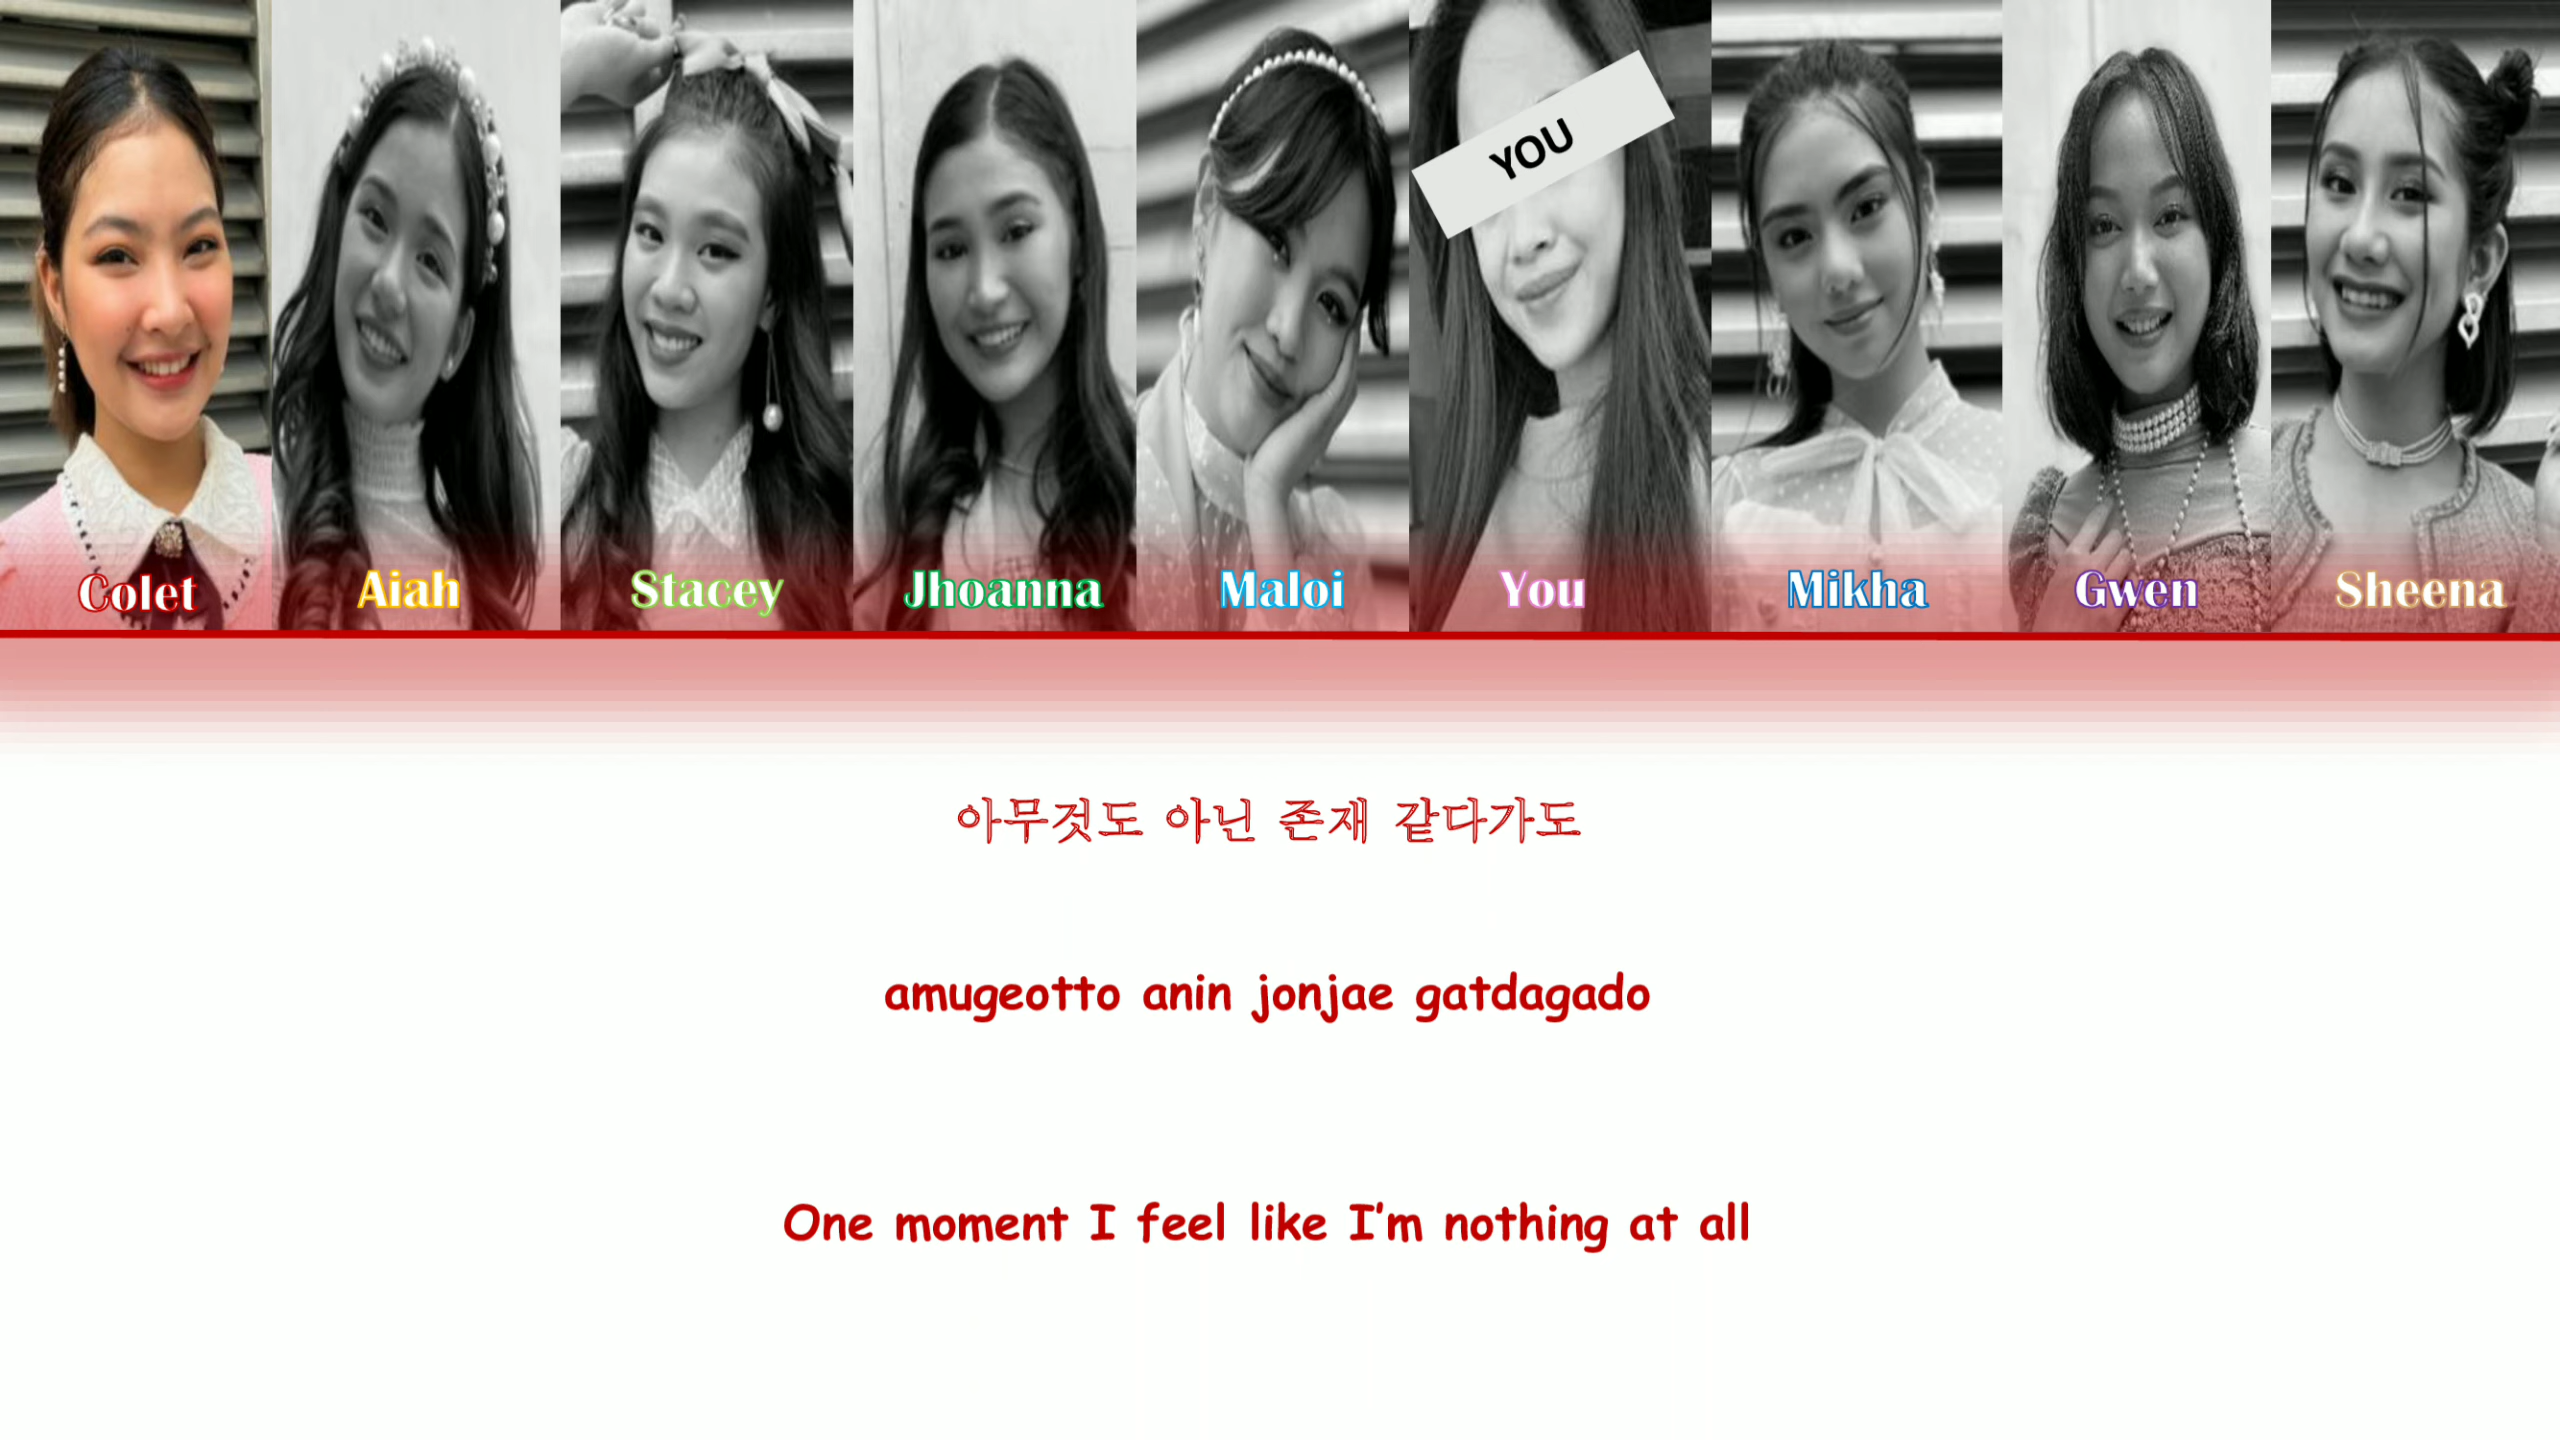 YOU
Colet Aiah Stacey Jhoanna Maloi You Mikha Gwen Sheena
아무것도 아닌 존재 같다가도
amugeotto anin jonjae gatdagado
One moment I feel like I'm nothing at all